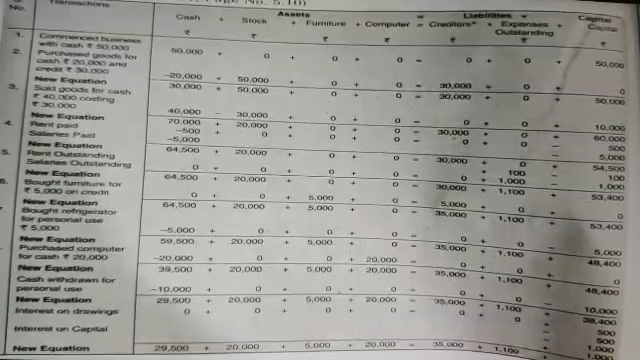 No. Transactions Assets = Liabilities + Capital
Cash + Stock + Furniture + Computer = Creditors* + Expenses Outstanding + Capital
₹ ₹ ₹ ₹ ₹ ₹ ₹
1. Commenced business
with cash ₹ 50,000 50,000 + 0 + 0 + 0 = 0 + 0 + 50,000
2. Purchased goods for
cash ₹ 20,000 and
credit ₹ 30,000 –20,000 + 50,000 + 0 + 0 = 30,000 + 0 + 0
New Equation 30,000 + 50,000 + 0 + 0 = 30,000 + 0 + 50,000
3. Sold goods for cash
₹ 40,000 costing
₹ 30,000 40,000 – 30,000 + 0 + 0 = 0 + 0 + 10,000
New Equation 70,000 + 20,000 + 0 + 0 = 30,000 + 0 + 60,000
4. Rent paid –500 + 0 + 0 + 0 = 0 + 0 – 500
Salaries Paid –5,000 – 5,000
New Equation 64,500 + 20,000 + 0 + 0 = 30,000 + 0 + 54,500
5. Rent Outstanding 100 – 100
Salaries Outstanding 0 + 0 + 0 + 0 = 0 + 1,000 – 1,000
New Equation 64,500 + 20,000 + 0 + 0 = 30,000 + 1,100 + 53,400
Bought furniture for
₹ 5,000 on credit 0 + 0 + 5,000 + 0 = 5,000 + 0 + 0
New Equation 64,500 + 20,000 + 5,000 + 0 = 35,000 + 1,100 + 53,400
Bought refrigerator
for personal use
₹ 5,000 –5,000 + 0 + 0 + 0 = 0 + 0 – 5,000
New Equation 59,500 + 20,000 + 5,000 + 0 = 35,000 + 1,100 + 48,400
Purchased computer
for cash ₹ 20,000 –20,000 + 0 + 0 + 20,000 = 0 + 0 + 0
New Equation 39,500 + 20,000 + 5,000 + 20,000 = 35,000 + 1,100 + 48,400
Cash withdrawn for
personal use –10,000 + 0 + 0 + 0 = 0 + 0 – 10,000
New Equation 29,500 + 20,000 + 5,000 + 20,000 = 35,000 + 1,100 + 38,400
Interest on drawings 0 + 0 + 0 + 0 = 0 + 0 – 500
500
Interest on Capital 1,000
1,000
New Equation 29,500 + 20,000 + 5,000 + 20,000 = 35,000 + 1,100